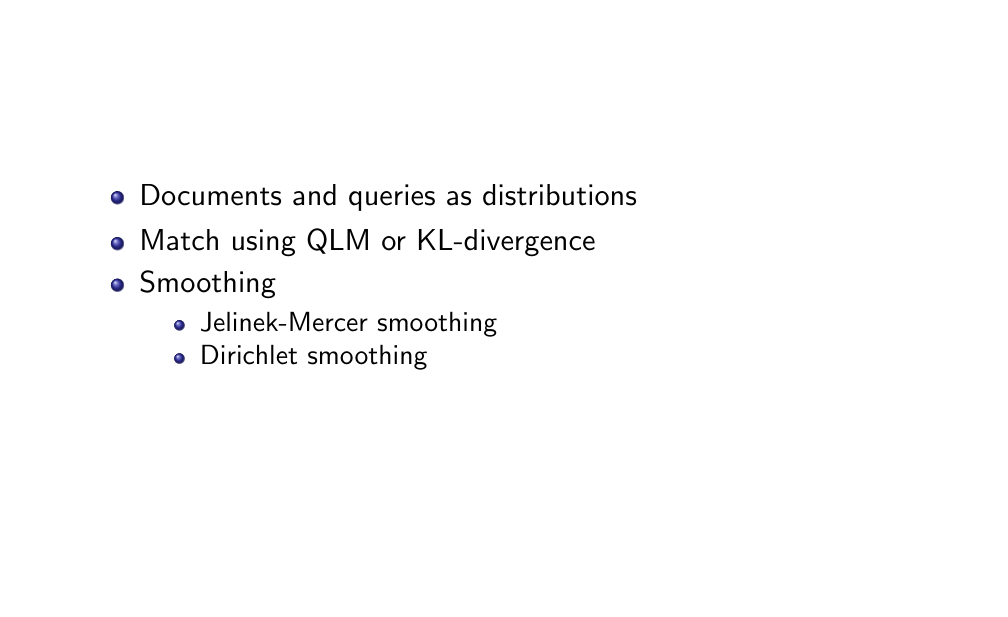 Documents and queries as distributions
Match using QLM or KL-divergence
Smoothing
Jelinek-Mercer smoothing
Dirichlet smoothing